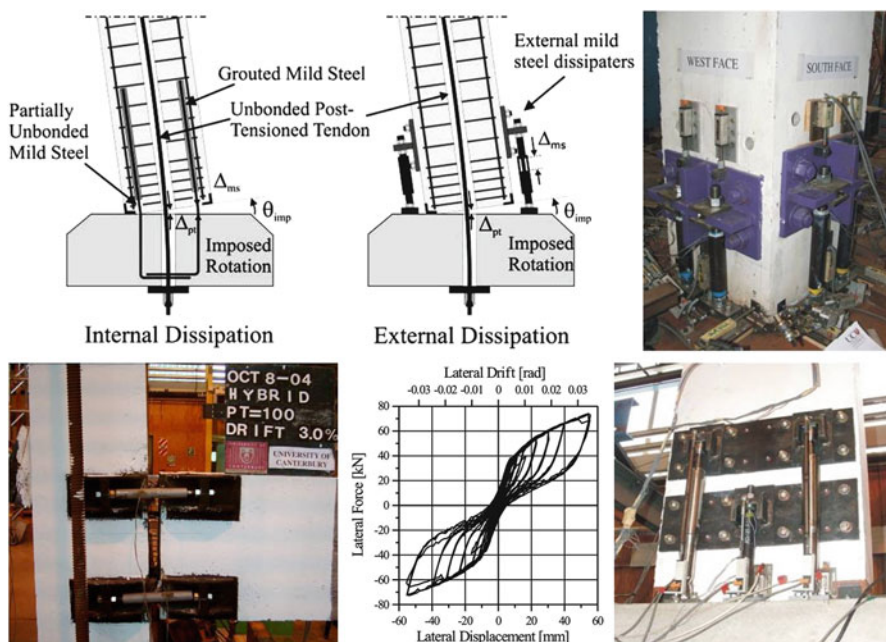 Partially
Unbonded
Mild Steel
Grouted Mild Steel
Unbonded Post-
Tensioned Tendon
Δms
θimp
Δpt
Imposed
Rotation
Internal Dissipation
External mild
steel dissipaters
Δms
θimp
Δpt
Imposed
Rotation
External Dissipation
WEST FACE
SOUTH FACE
UC
OCT 8-04
HYBRID
PT=100
DRIFT 3.0%
UNIVERSITY OF
CANTERBURY
Lateral Drift [rad]
-0.03 -0.02 -0.01 0 0.01 0.02 0.03
Lateral Force [kN]
80
60
40
20
0
-20
-40
-60
-80
-60 -40 -20 0 20 40 60
Lateral Displacement [mm]